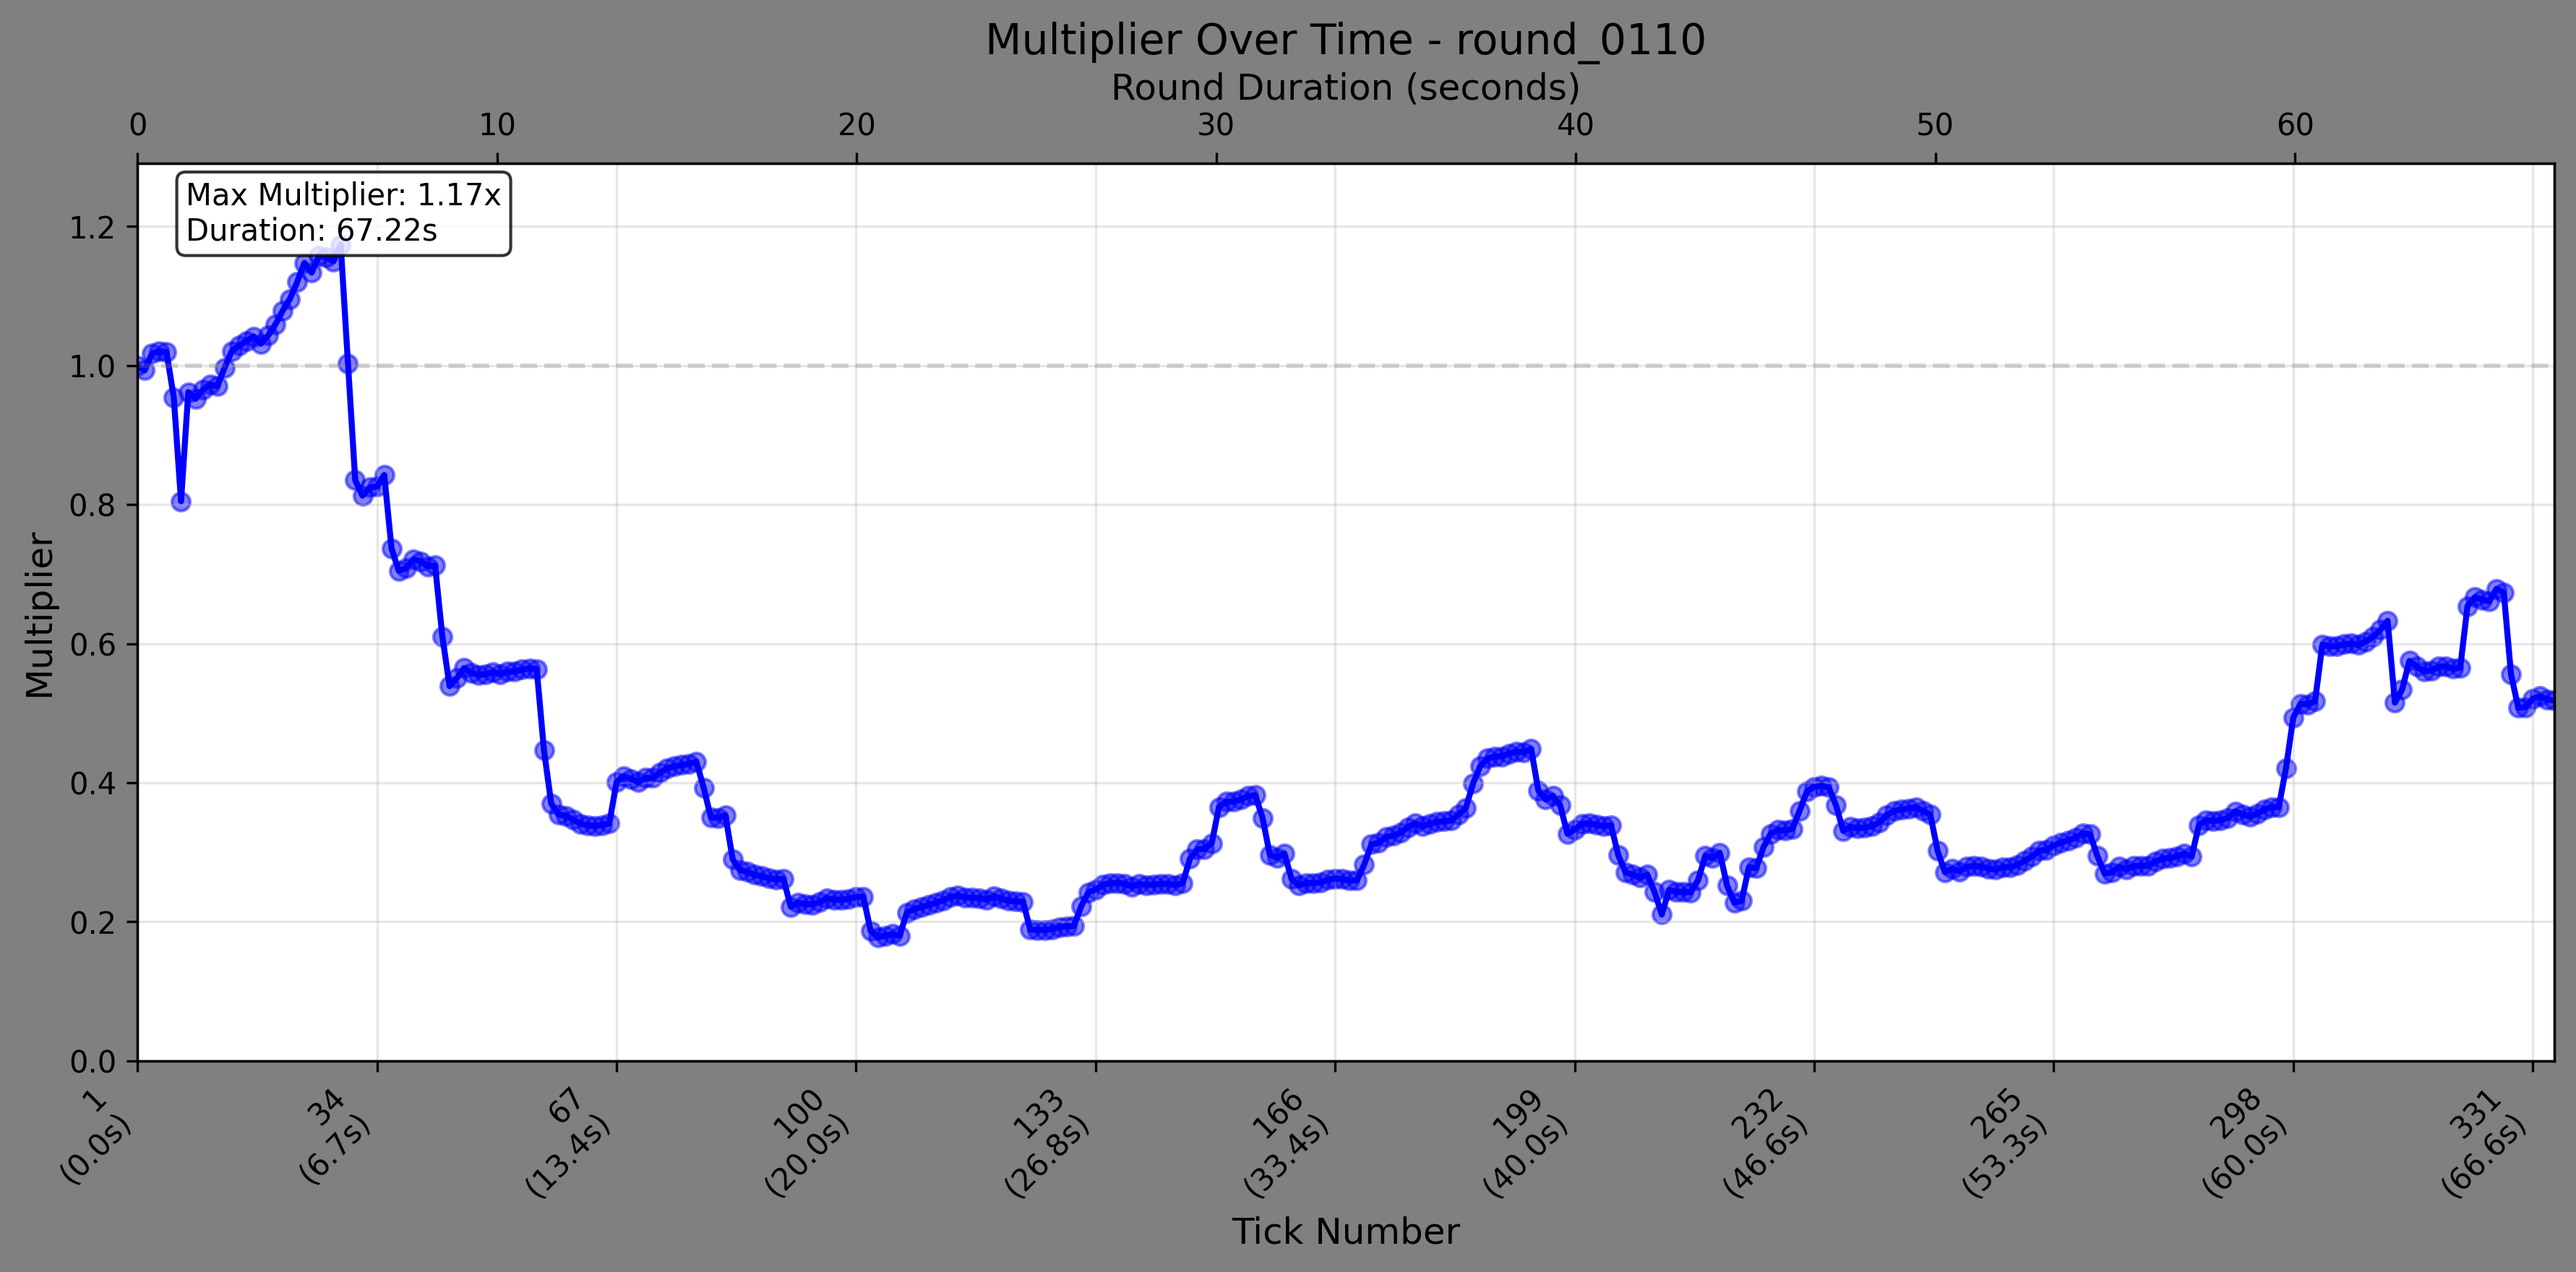 Multiplier Over Time - round_0110
Round Duration (seconds)
0 10 20 30 40 50 60
Max Multiplier: 1.17x
Duration: 67.22s
Multiplier
1.2
1.0
0.8
0.6
0.4
0.2
0.0
1
(0.0s)
34
(6.7s)
67
(13.4s)
100
(20.0s)
133
(26.8s)
166
(33.4s)
199
(40.0s)
232
(46.6s)
265
(53.3s)
298
(60.0s)
331
(66.6s)
Tick Number